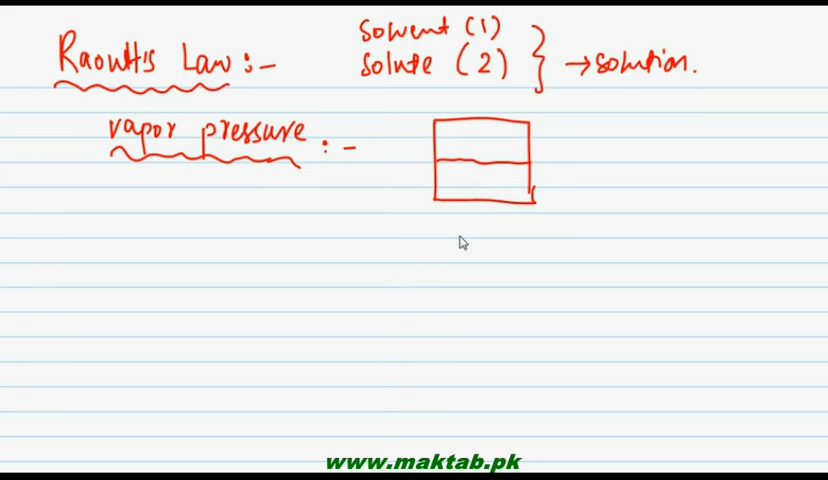 Raoult's Law :-
Solvent (1)
Solute (2) } → solution.
vapor pressure : -
www.maktab.pk